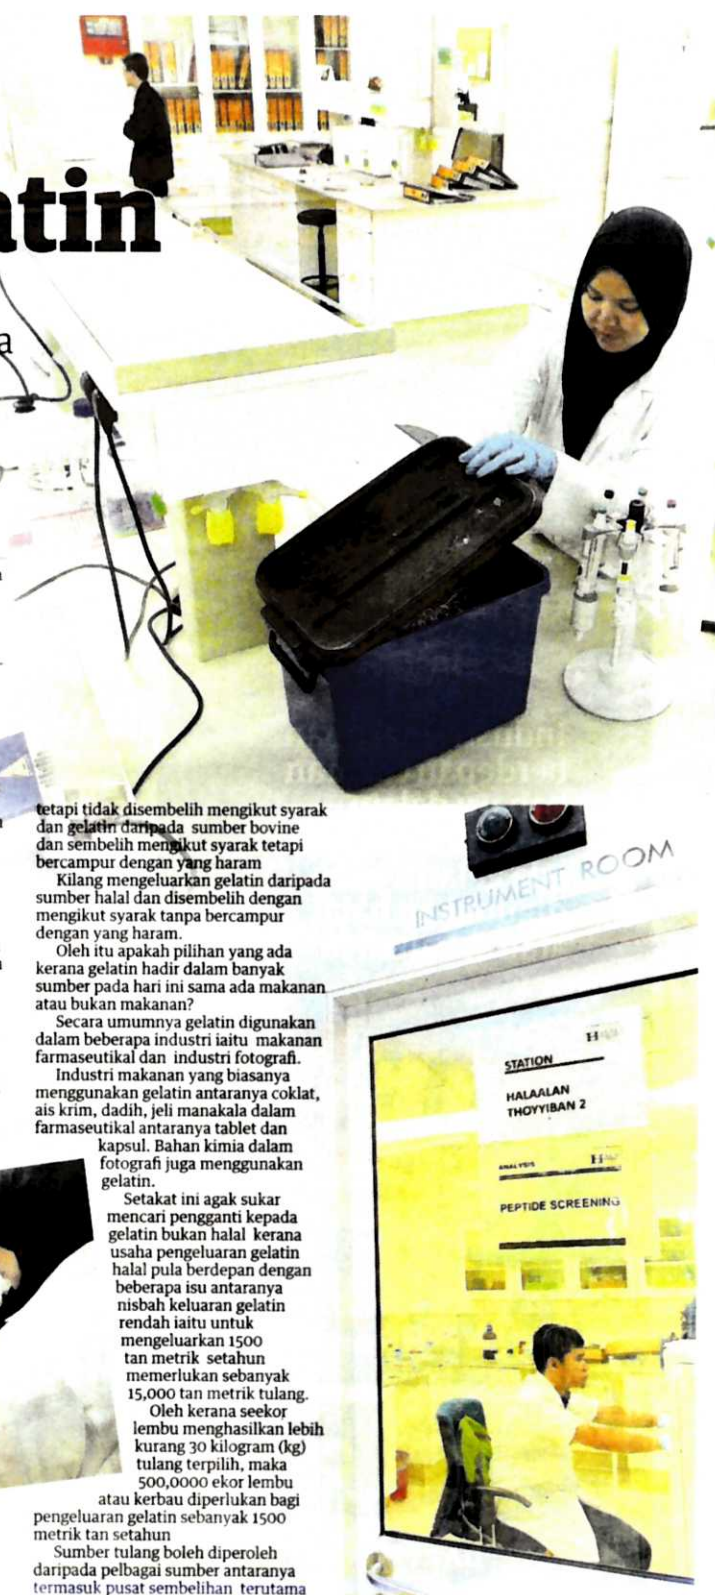 atin
a
tetapi tidak disembelih mengikut syarak
dan gelatin daripada sumber bovine
dan sembelih mengikut syarak tetapi
bercampur dengan yang haram
Kilang mengeluarkan gelatin daripada
sumber halal dan disembelih dengan
mengikut syarak tanpa bercampur
dengan yang haram.
Oleh itu apakah pilihan yang ada
kerana gelatin hadir dalam banyak
sumber pada hari ini sama ada makanan
atau bukan makanan?
Secara umumnya gelatin digunakan
dalam beberapa industri iaitu makanan
farmaseutikal dan industri fotografi.
Industri makanan yang biasanya
menggunakan gelatin antaranya coklat,
ais krim, dadih, jeli manakala dalam
farmaseutikal antaranya tablet dan
kapsul. Bahan kimia dalam
fotografi juga menggunakan
gelatin.
Setakat ini agak sukar
mencari pengganti kepada
gelatin bukan halal kerana
usaha pengeluaran gelatin
halal pula berdepan dengan
beberapa isu antaranya
nisbah keluaran gelatin
rendah iaitu untuk
mengeluarkan 1500
tan metrik setahun
memerlukan sebanyak
15,000 tan metrik tulang.
Oleh kerana seekor
lembu menghasilkan lebih
kurang 30 kilogram (kg)
tulang terpilih, maka
500,0000 ekor lembu
atau kerbau diperlukan bagi
pengeluaran gelatin sebanyak 1500
metrik tan setahun
Sumber tulang boleh diperoleh
daripada pelbagai sumber antaranya
termasuk pusat sembelihan terutama
INSTRUMENT ROOM
STATION
HALAALAN
THOYYIBAN 2
ANALYSIS
PEPTIDE SCREENING